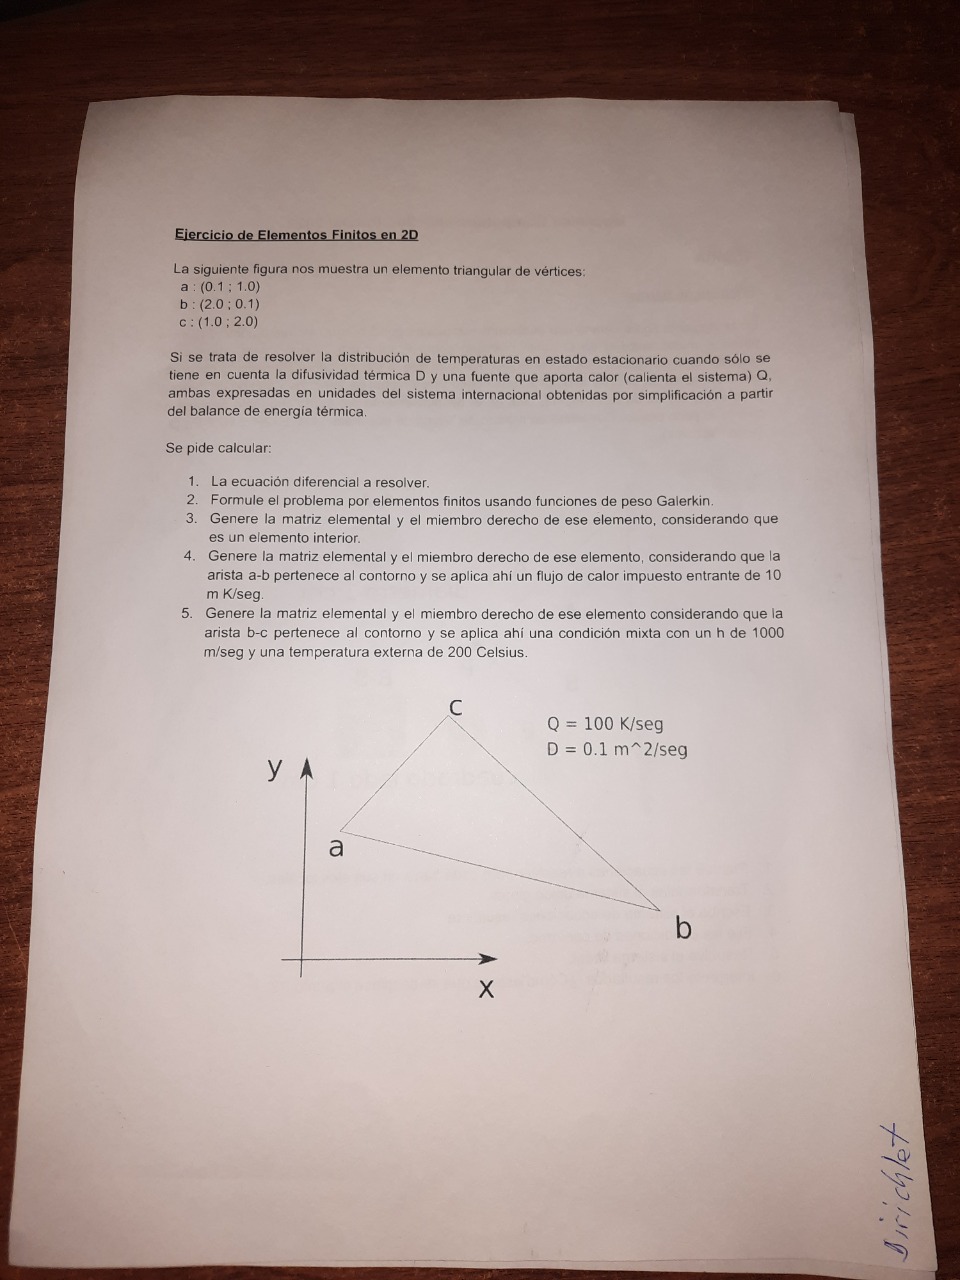 Ejercicio de Elementos Finitos en 2D
La siguiente figura nos muestra un elemento triangular de vértices:
a : (0.1 ; 1.0)
b : (2.0 ; 0.1)
c : (1.0 ; 2.0)
Si se trata de resolver la distribución de temperaturas en estado estacionario cuando sólo se
tiene en cuenta la difusividad térmica D y una fuente que aporta calor (calienta el sistema) Q,
ambas expresadas en unidades del sistema internacional obtenidas por simplificación a partir
del balance de energía térmica.
Se pide calcular:
1. La ecuación diferencial a resolver.
2. Formule el problema por elementos finitos usando funciones de peso Galerkin.
3. Genere la matriz elemental y el miembro derecho de ese elemento, considerando que
es un elemento interior.
4. Genere la matriz elemental y el miembro derecho de ese elemento, considerando que la
arista a-b pertenece al contorno y se aplica ahí un flujo de calor impuesto entrante de 10
m K/seg.
5. Genere la matriz elemental y el miembro derecho de ese elemento considerando que la
arista b-c pertenece al contorno y se aplica ahí una condición mixta con un h de 1000
m/seg y una temperatura externa de 200 Celsius.
c
Q = 100 K/seg
D = 0.1 m^2/seg
y
a
b
x
Dirichlet